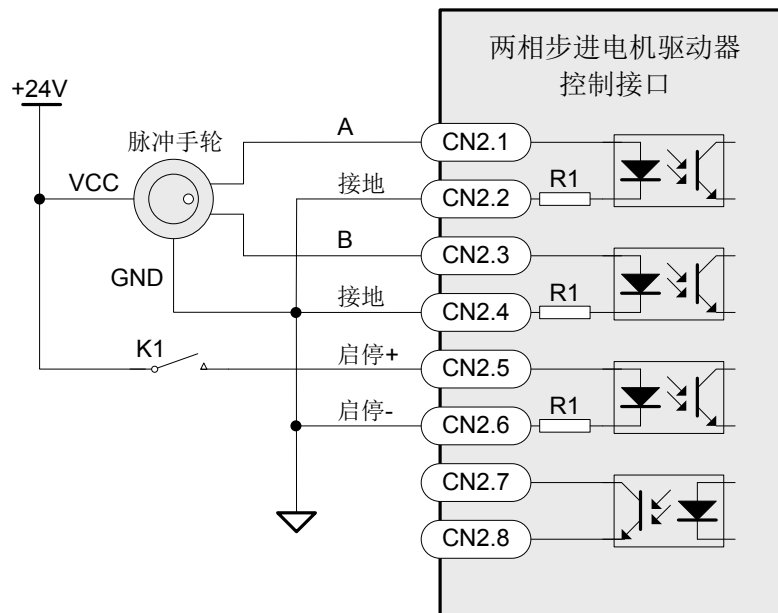 两相步进电机驱动器
控制接口
+24V
脉冲手轮
VCC
GND
A
CN2.1
接地
CN2.2
R1
B
CN2.3
接地
CN2.4
R1
K1
启停+
CN2.5
启停-
CN2.6
R1
CN2.7
CN2.8